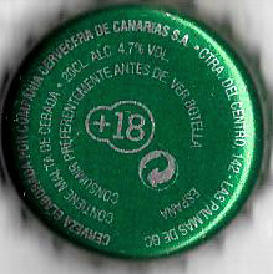 CERVEZA ELABORADA POR COMPAÑIA CERVECERA DE CANARIAS S.A. • CTRA. DEL CENTRO, 142 - LAS PALMAS DE GC
CONTIENE MALTA DE CEBADA • 20CL. ALC. 4,7% VOL.
CONSUMIR PREFERENTEMENTE ANTES DE: VER BOTELLA
ESPAÑA
+18